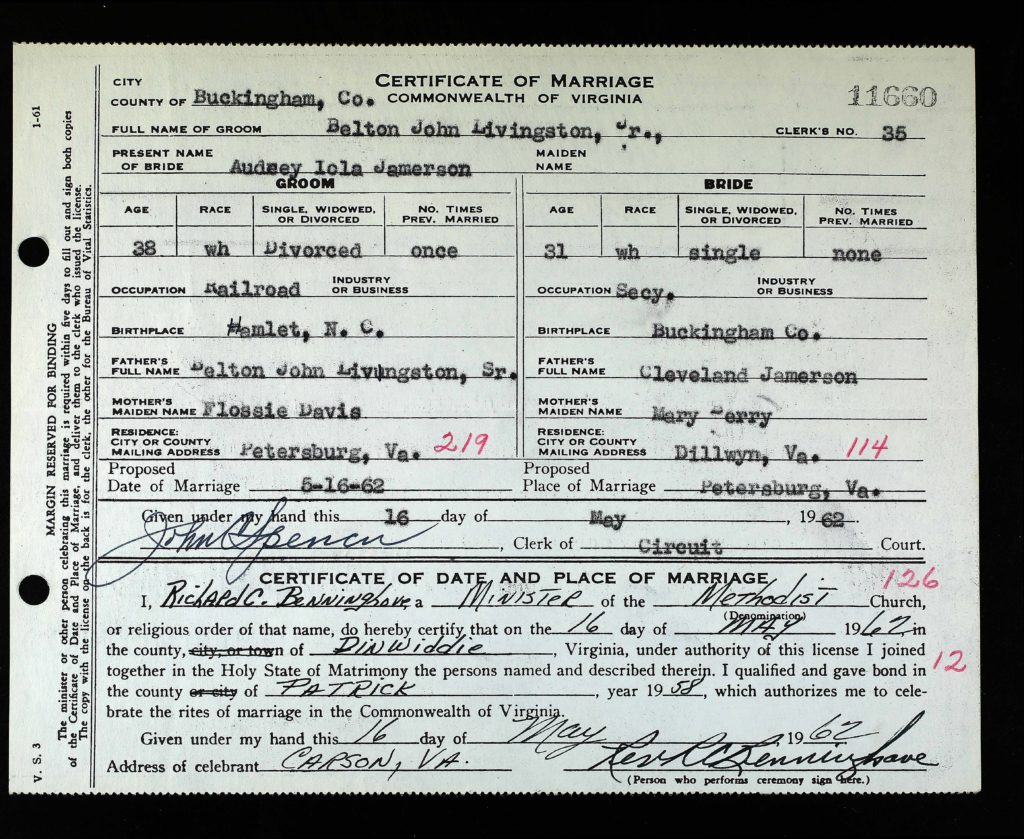 CITY
CERTIFICATE OF MARRIAGE
COUNTY OF Buckingham, Co. COMMONWEALTH OF VIRGINIA 11660
FULL NAME OF GROOM Belton John Livingston, Jr., CLERK'S NO. 35
PRESENT NAME OF BRIDE Audrey Iola Jamerson MAIDEN NAME
GROOM BRIDE
AGE RACE SINGLE, WIDOWED, OR DIVORCED NO. TIMES PREV. MARRIED AGE RACE SINGLE, WIDOWED, OR DIVORCED NO. TIMES PREV. MARRIED
38 wh Divorced once 31 wh single none
OCCUPATION Railroad INDUSTRY OR BUSINESS OCCUPATION Secy. INDUSTRY OR BUSINESS
BIRTHPLACE Hamlet, N. C. BIRTHPLACE Buckingham Co.
FATHER'S FULL NAME Belton John Livingston, Sr. FATHER'S FULL NAME Cleveland Jamerson
MOTHER'S MAIDEN NAME Flossie Davis MOTHER'S MAIDEN NAME Mary Perry
RESIDENCE: CITY OR COUNTY MAILING ADDRESS Petersburg, Va. 219 RESIDENCE: CITY OR COUNTY MAILING ADDRESS Dillwyn, Va. 114
Proposed Date of Marriage 5-16-62 Proposed Place of Marriage Petersburg, Va.
Given under my hand this 16 day of May, 1962
John C Spencer, Clerk of Circuit Court.
CERTIFICATE OF DATE AND PLACE OF MARRIAGE 126
I, Richard C. Benninghove, a Minister of the Methodist Church,
(Denomination)
or religious order of that name, do hereby certify that on the 16 day of May 1962 in
the county, city, or town of Dinwiddie, Virginia, under authority of this license I joined
together in the Holy State of Matrimony the persons named and described therein. I qualified and gave bond in 12
the county or city of Patrick, year 1958, which authorizes me to cele-
brate the rites of marriage in the Commonwealth of Virginia.
Given under my hand this 16 day of May 1962
Address of celebrant Carson, Va. Rev R C Benninghove
(Person who performs ceremony sign here.)
V. S. 3 1-61
MARGIN RESERVED FOR BINDING
The minister or other person celebrating this marriage is required within five days to fill out and sign both copies
of the Certificate of Date and Place of Marriage, and deliver them to the clerk who issued the license.
The copy with the license on the back is for the clerk, the other for the Bureau of Vital Statistics.